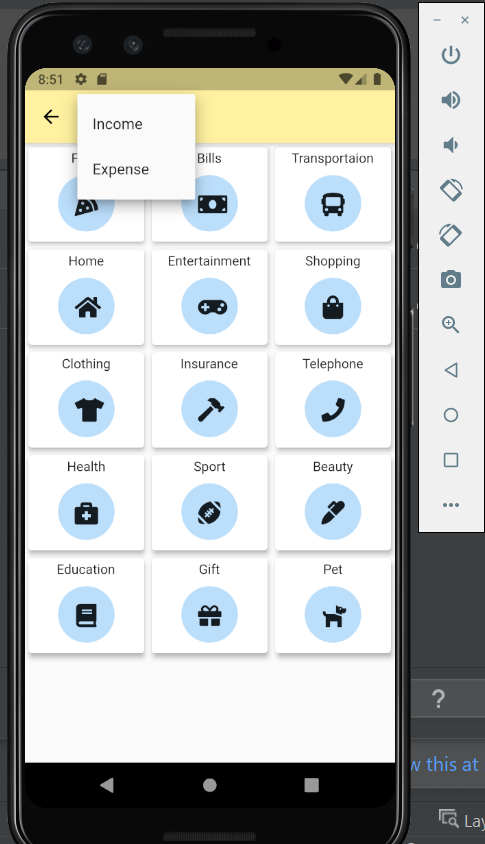 8:51
Income
Expense
Bills
Transportaion
Home
Entertainment
Shopping
Clothing
Insurance
Telephone
Health
Sport
Beauty
Education
Gift
Pet
?
w this at
Lay